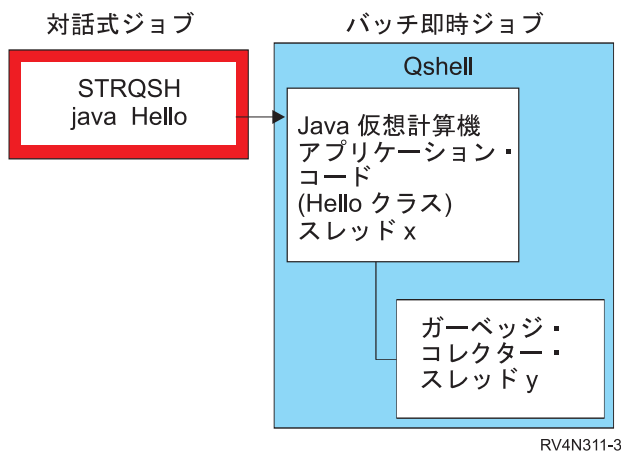 対話式ジョブ
バッチ即時ジョブ
STRQSH
java Hello
Qshell
Java 仮想計算機
アプリケーション・
コード
(Hello クラス)
スレッド x
ガーベッジ・
コレクター・
スレッド y
RV4N311-3